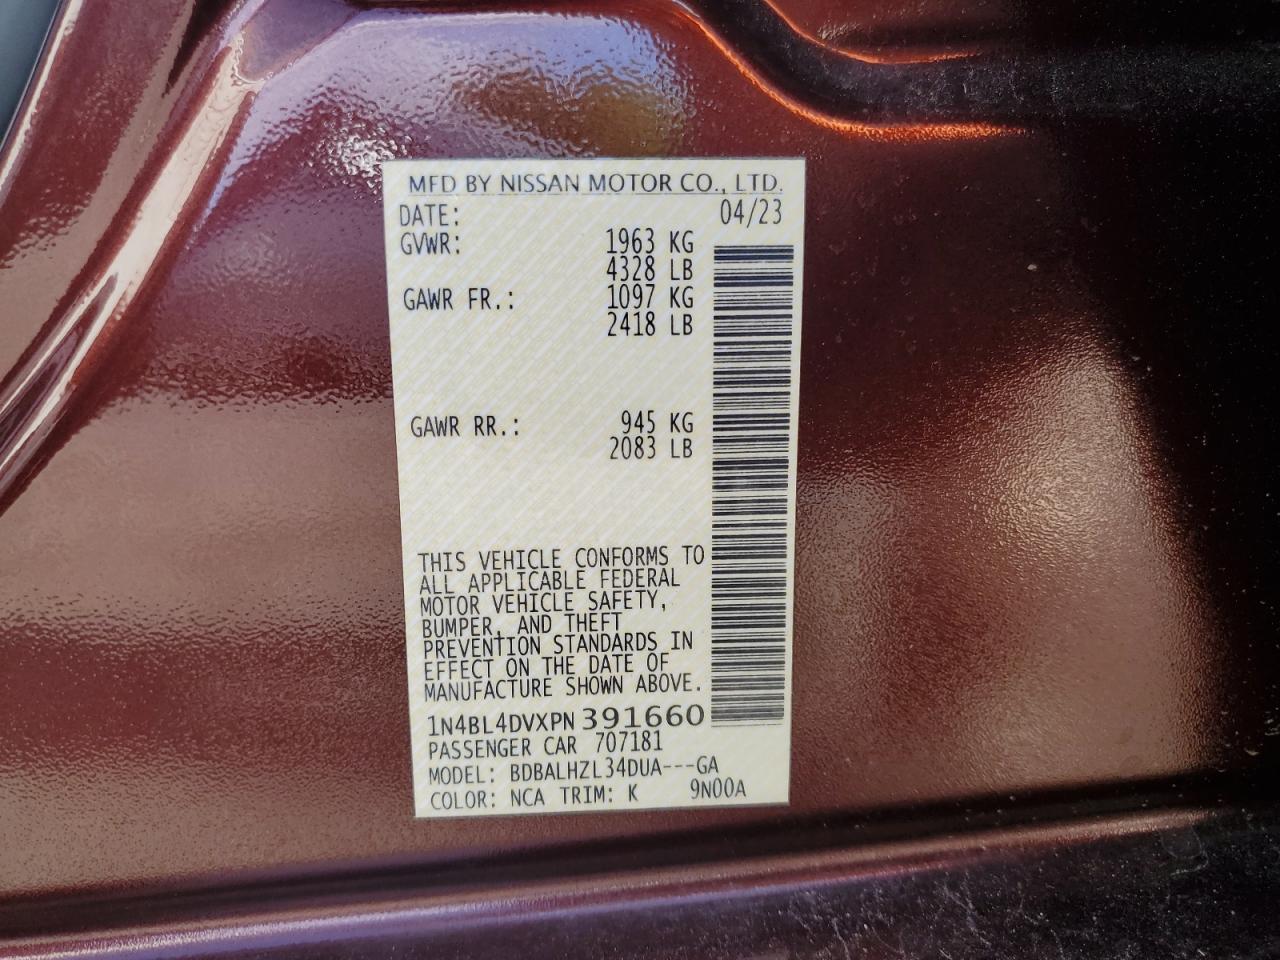 MFD BY NISSAN MOTOR CO., LTD.
DATE: 04/23
GVWR: 1963 KG
4328 LB
GAWR FR.: 1097 KG
2418 LB
GAWR RR.: 945 KG
2083 LB
THIS VEHICLE CONFORMS TO
ALL APPLICABLE FEDERAL
MOTOR VEHICLE SAFETY,
BUMPER, AND THEFT
PREVENTION STANDARDS IN
EFFECT ON THE DATE OF
MANUFACTURE SHOWN ABOVE.
1N4BL4DVXPN391660
PASSENGER CAR 707181
MODEL: BDBALHZL34DUA---GA
COLOR: NCA TRIM: K 9N00A